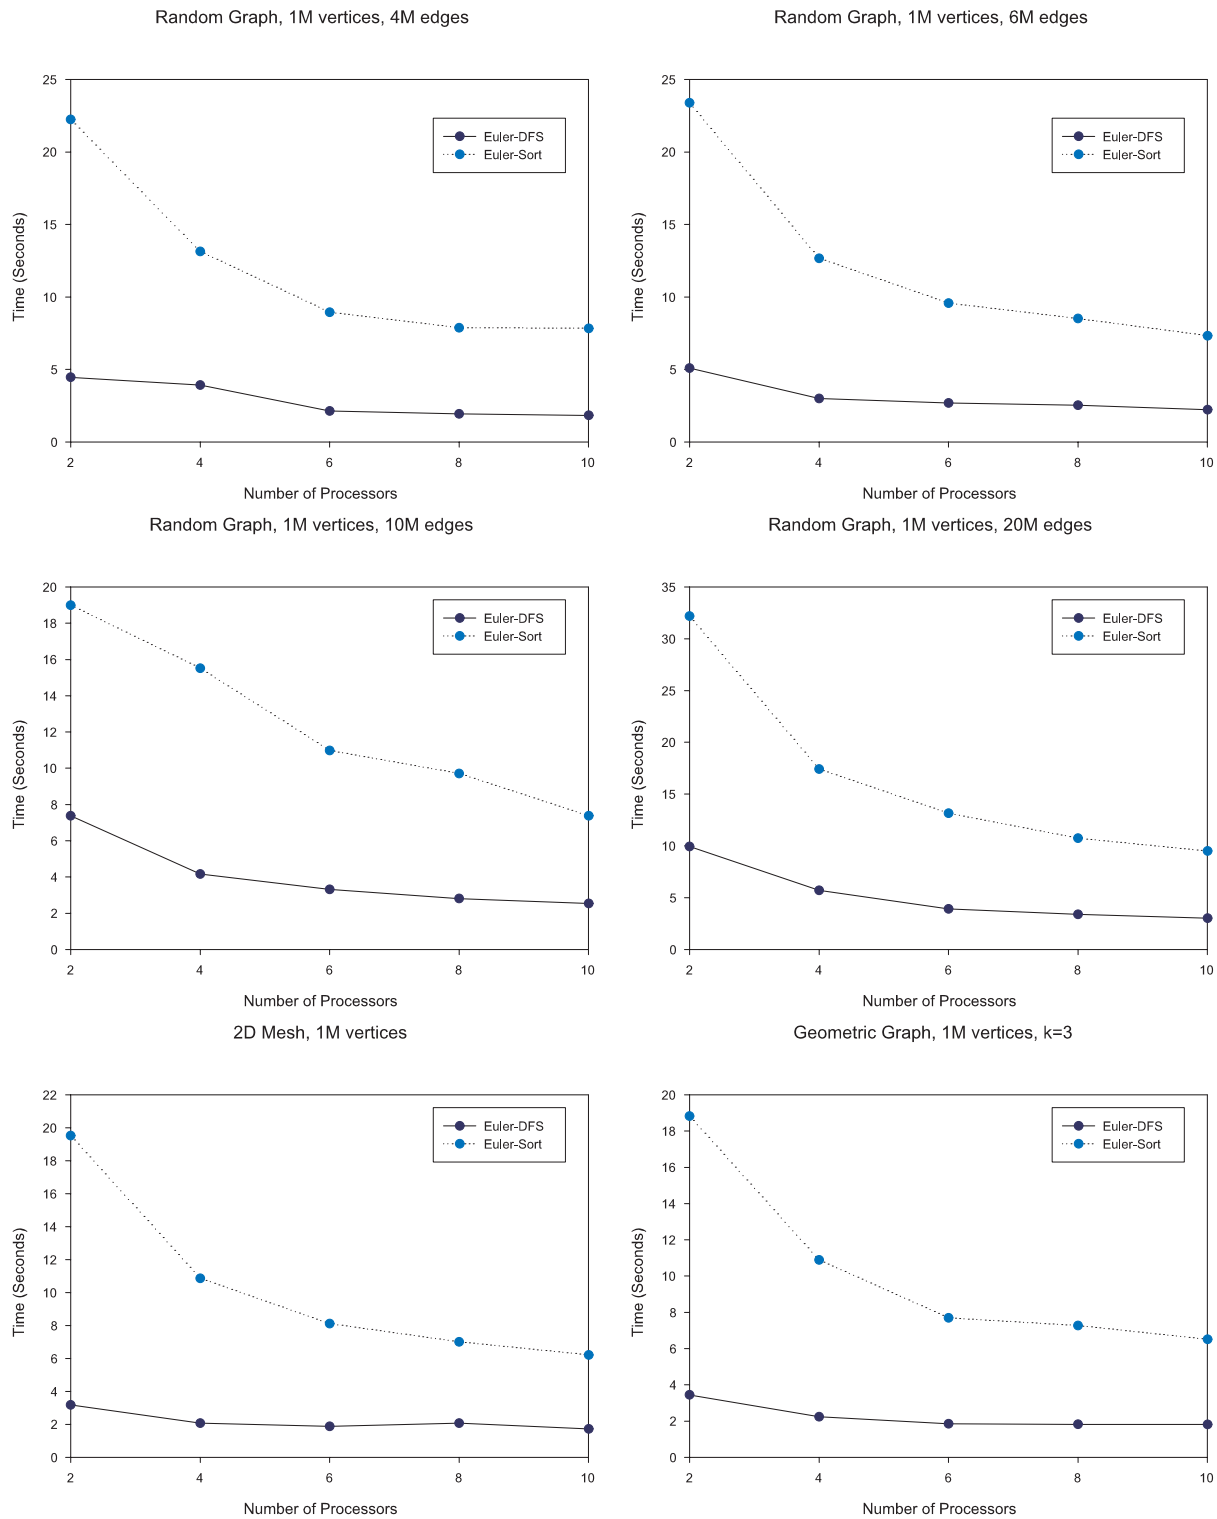 Random Graph, 1M vertices, 4M edges
25
20
15
10
5
0
Time (Seconds)
Euler-DFS
Euler-Sort
2 4 6 8 10
Number of Processors
Random Graph, 1M vertices, 6M edges
25
20
15
10
5
0
Time (Seconds)
Euler-DFS
Euler-Sort
2 4 6 8 10
Number of Processors
Random Graph, 1M vertices, 10M edges
20
18
16
14
12
10
8
6
4
2
0
Time (Seconds)
Euler-DFS
Euler-Sort
2 4 6 8 10
Number of Processors
Random Graph, 1M vertices, 20M edges
35
30
25
20
15
10
5
0
Time (Seconds)
Euler-DFS
Euler-Sort
2 4 6 8 10
Number of Processors
2D Mesh, 1M vertices
22
20
18
16
14
12
10
8
6
4
2
0
Time (Seconds)
Euler-DFS
Euler-Sort
2 4 6 8 10
Number of Processors
Geometric Graph, 1M vertices, k=3
20
18
16
14
12
10
8
6
4
2
0
Time (Seconds)
Euler-DFS
Euler-Sort
2 4 6 8 10
Number of Processors